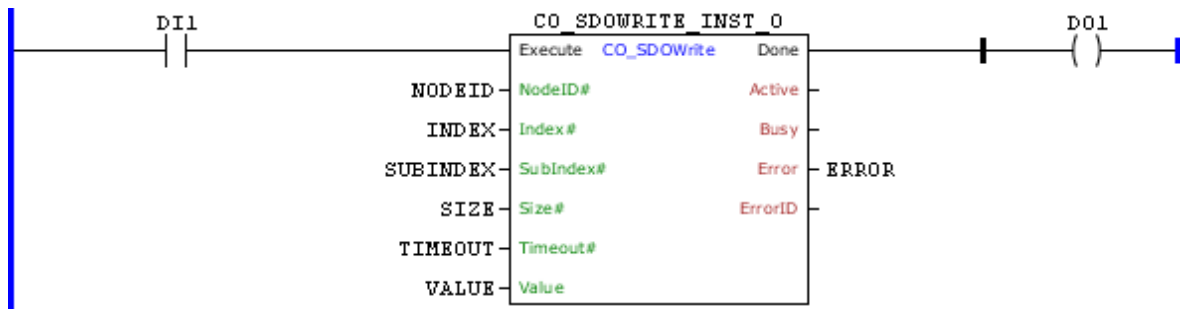 DI1 CO_SDOWRITE_INST_0 DO1
Execute CO_SDOWrite Done
NODEID NodeID# Active
INDEX Index# Busy
SUBINDEX SubIndex# Error ERROR
SIZE Size# ErrorID
TIMEOUT Timeout#
VALUE Value